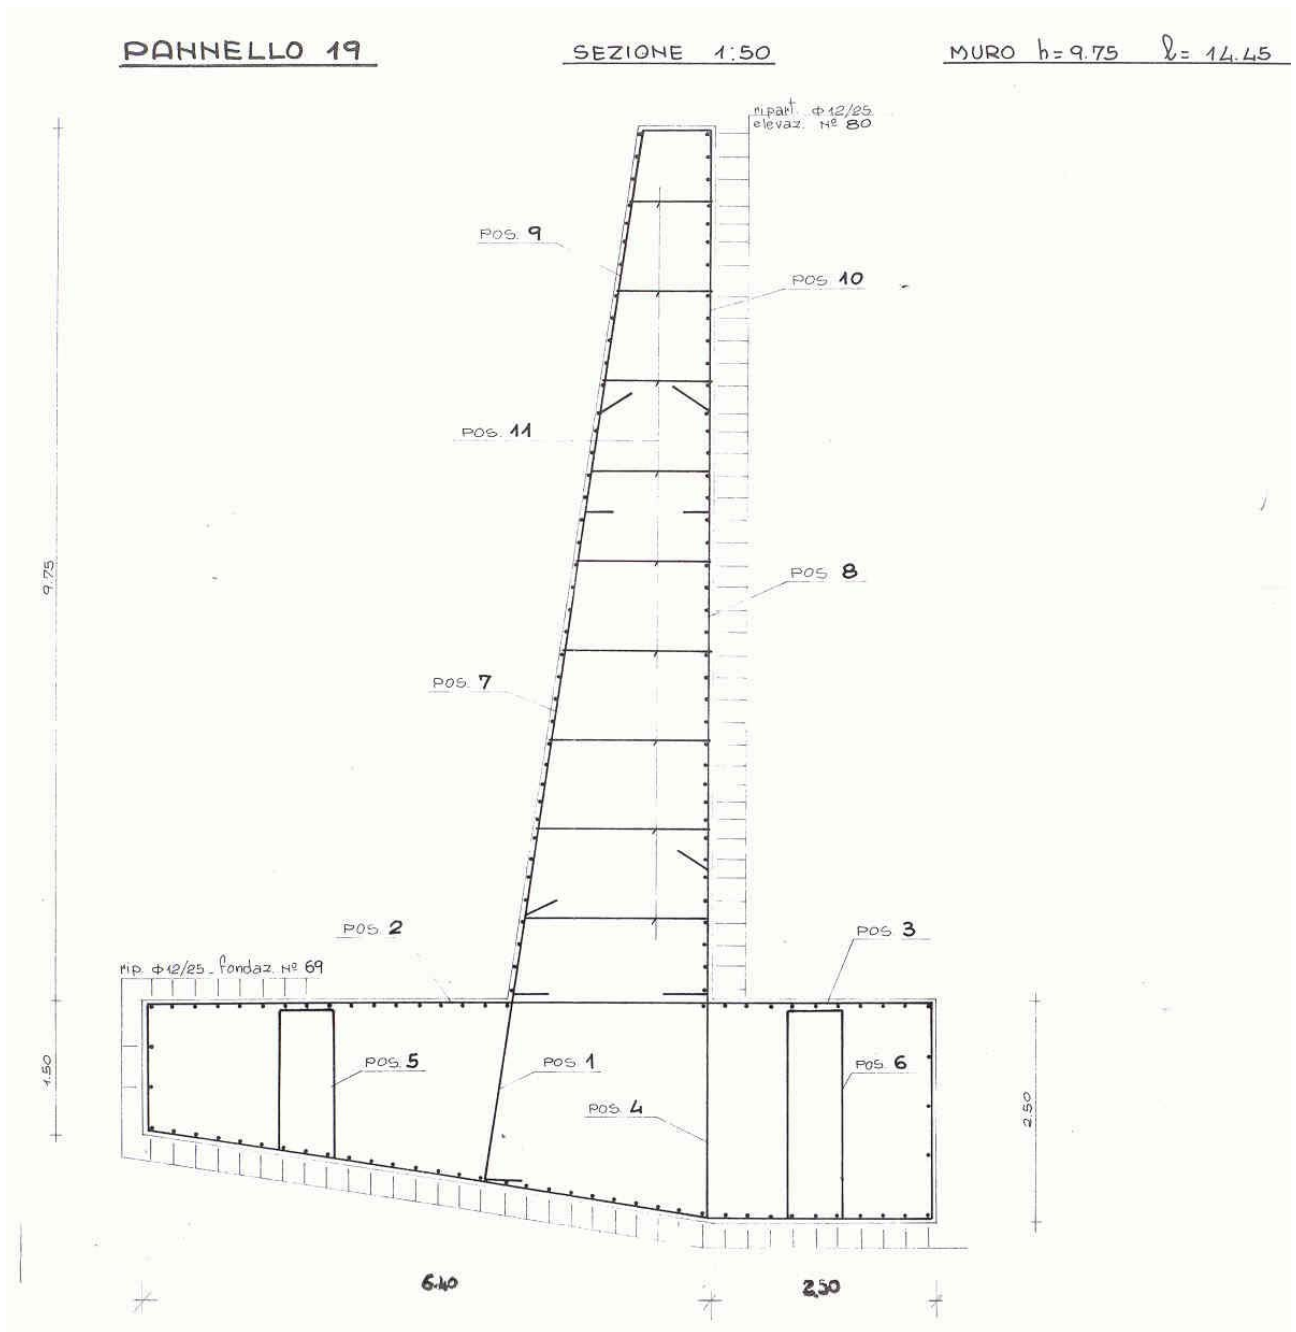 PANNELLO 19
SEZIONE 1:50
MURO h=9.75 l= 14.45
ripart. Φ12/25
elevaz. Nº 80
POS. 9
POS. 10
POS. 11
9.75
POS 8
POS. 7
POS. 2
POS 3
rip. Φ12/25 - fondaz. Nº 69
POS. 5
POS. 1
POS. 6
1.50
POS. 4
2.50
6.40
2,50